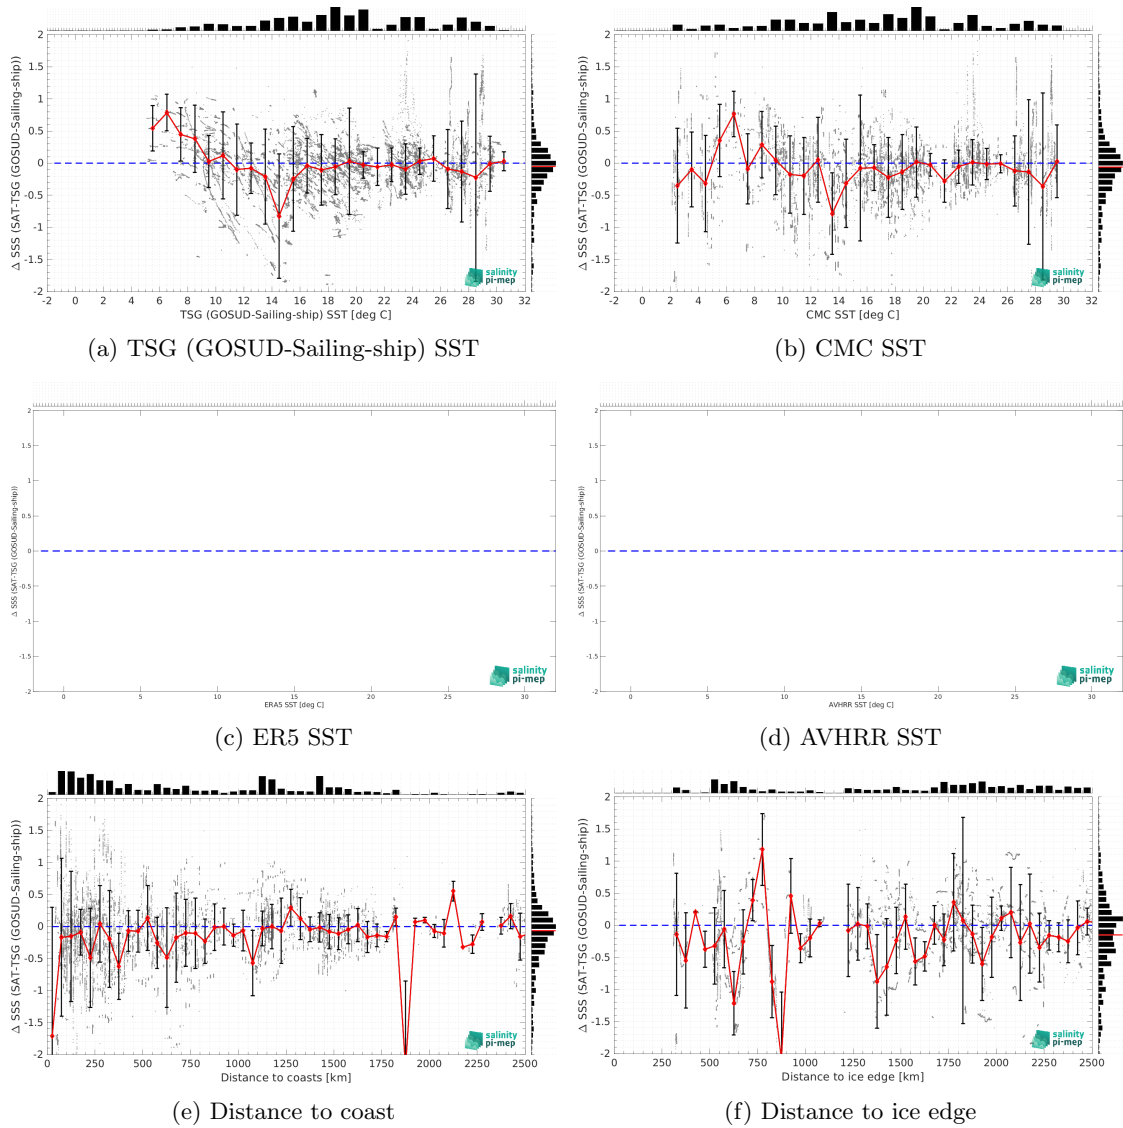 Δ SSS (SAT-TSG (GOSUD-Sailing-ship))
2
1.5
1
0.5
0
-0.5
-1
-1.5
-2
salinity
pi-mep
-2 0 2 4 6 8 10 12 14 16 18 20 22 24 26 28 30 32
TSG (GOSUD-Sailing-ship) SST [deg C]
(a) TSG (GOSUD-Sailing-ship) SST
Δ SSS (SAT-TSG (GOSUD-Sailing-ship))
2
1.5
1
0.5
0
-0.5
-1
-1.5
-2
salinity
pi-mep
-2 0 2 4 6 8 10 12 14 16 18 20 22 24 26 28 30 32
CMC SST [deg C]
(b) CMC SST
Δ SSS (SAT-TSG (GOSUD-Sailing-ship))
2
1.5
1
0.5
0
-0.5
-1
-1.5
-2
salinity
pi-mep
0 5 10 15 20 25 30
ERA5 SST [deg C]
(c) ER5 SST
Δ SSS (SAT-TSG (GOSUD-Sailing-ship))
2
1.5
1
0.5
0
-0.5
-1
-1.5
-2
salinity
pi-mep
0 5 10 15 20 25 30
AVHRR SST [deg C]
(d) AVHRR SST
Δ SSS (SAT-TSG (GOSUD-Sailing-ship))
2
1.5
1
0.5
0
-0.5
-1
-1.5
-2
salinity
pi-mep
0 250 500 750 1000 1250 1500 1750 2000 2250 2500
Distance to coasts [km]
(e) Distance to coast
Δ SSS (SAT-TSG (GOSUD-Sailing-ship))
2
1.5
1
0.5
0
-0.5
-1
-1.5
-2
salinity
pi-mep
0 250 500 750 1000 1250 1500 1750 2000 2250 2500
Distance to ice edge [km]
(f) Distance to ice edge